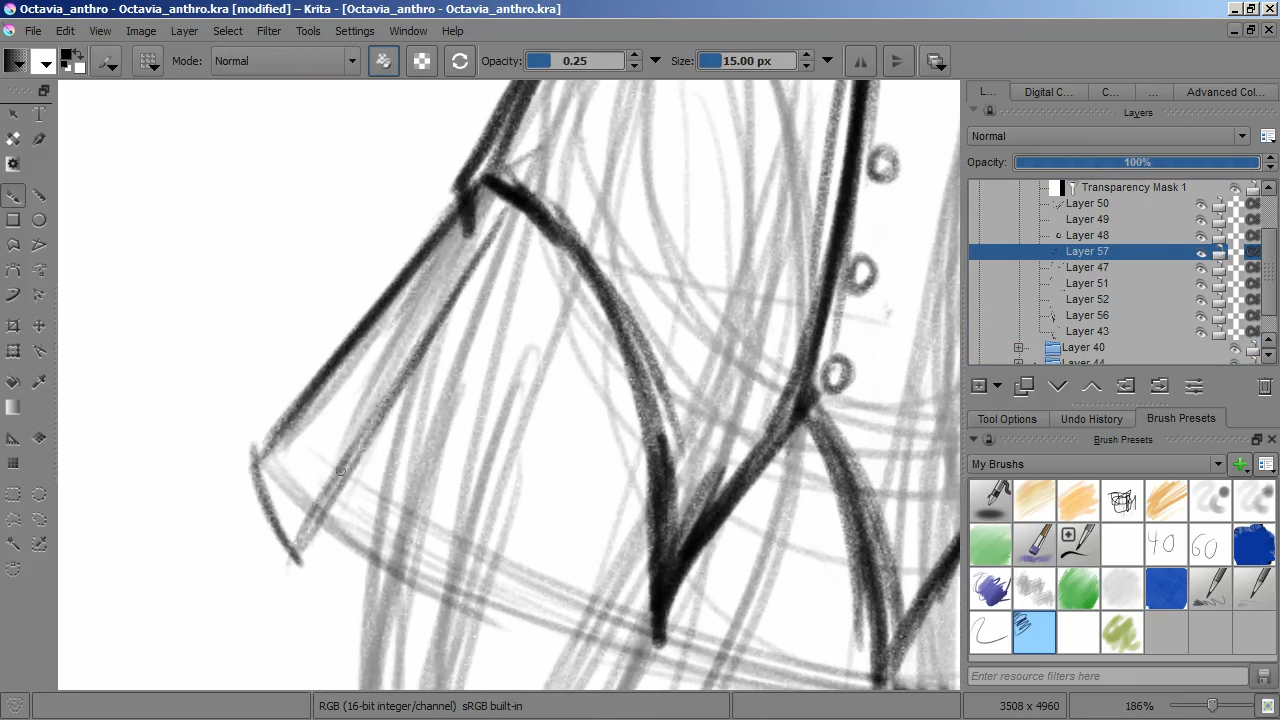 Octavia_anthro - Octavia_anthro.kra [modified] – Krita - [Octavia_anthro.kra]
File Edit View Image Layer Select Filter Tools Settings Window Help
Mode: Normal Opacity: 0.25 Size: 15.00 px
L... Digital C... C... ... Advanced Col...
Layers
Normal
Opacity: 100%
Transparency Mask 1
Layer 50
Layer 49
Layer 48
Layer 57
Layer 47
Layer 51
Layer 52
Layer 56
Layer 43
Layer 40
Layer 44
Tool Options Undo History Brush Presets
Brush Presets
My Brushes
40 60
Enter resource filters here
RGB (16-bit integer/channel) sRGB built-in 3508 x 4960 186%